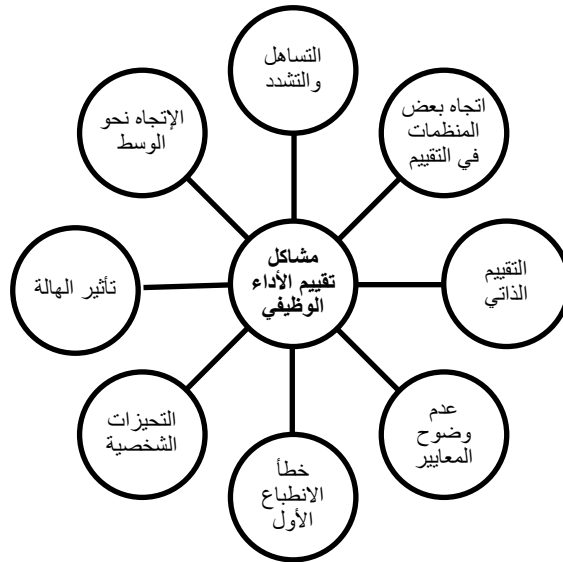 مشاكل
تقييم الأداء
الوظيفي
التساهل
والتشدد
اتجاه بعض
المنظمات
في التقييم
التقييم
الذاتي
عدم
وضوح
المعايير
خطأ
الانطباع
الأول
التحيزات
الشخصية
تأثير الهالة
الإتجاه نحو
الوسط